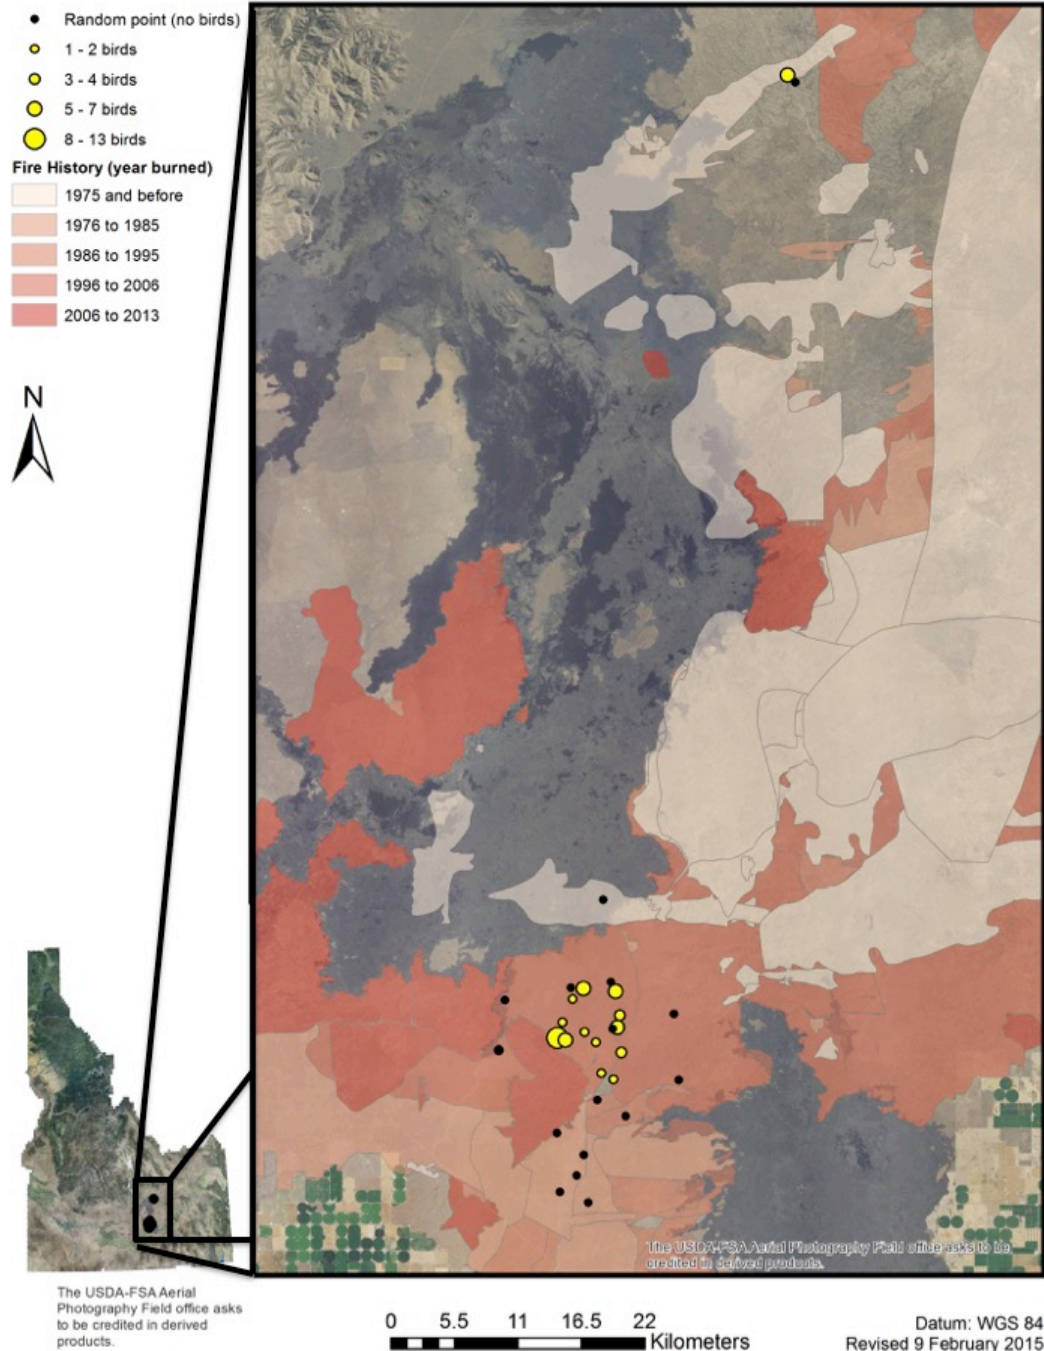 Random point (no birds)
1 - 2 birds
3 - 4 birds
5 - 7 birds
8 - 13 birds
Fire History (year burned)
1975 and before
1976 to 1985
1986 to 1995
1996 to 2006
2006 to 2013
N
The USDA-FSA Aerial Photography Field office asks to be
credited in derived products.
The USDA-FSA Aerial
Photography Field office asks
to be credited in derived
products.
0 5.5 11 16.5 22
Kilometers
Datum: WGS 84
Revised 9 February 2015